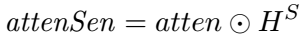 attenSen = atten ⊙ H^S